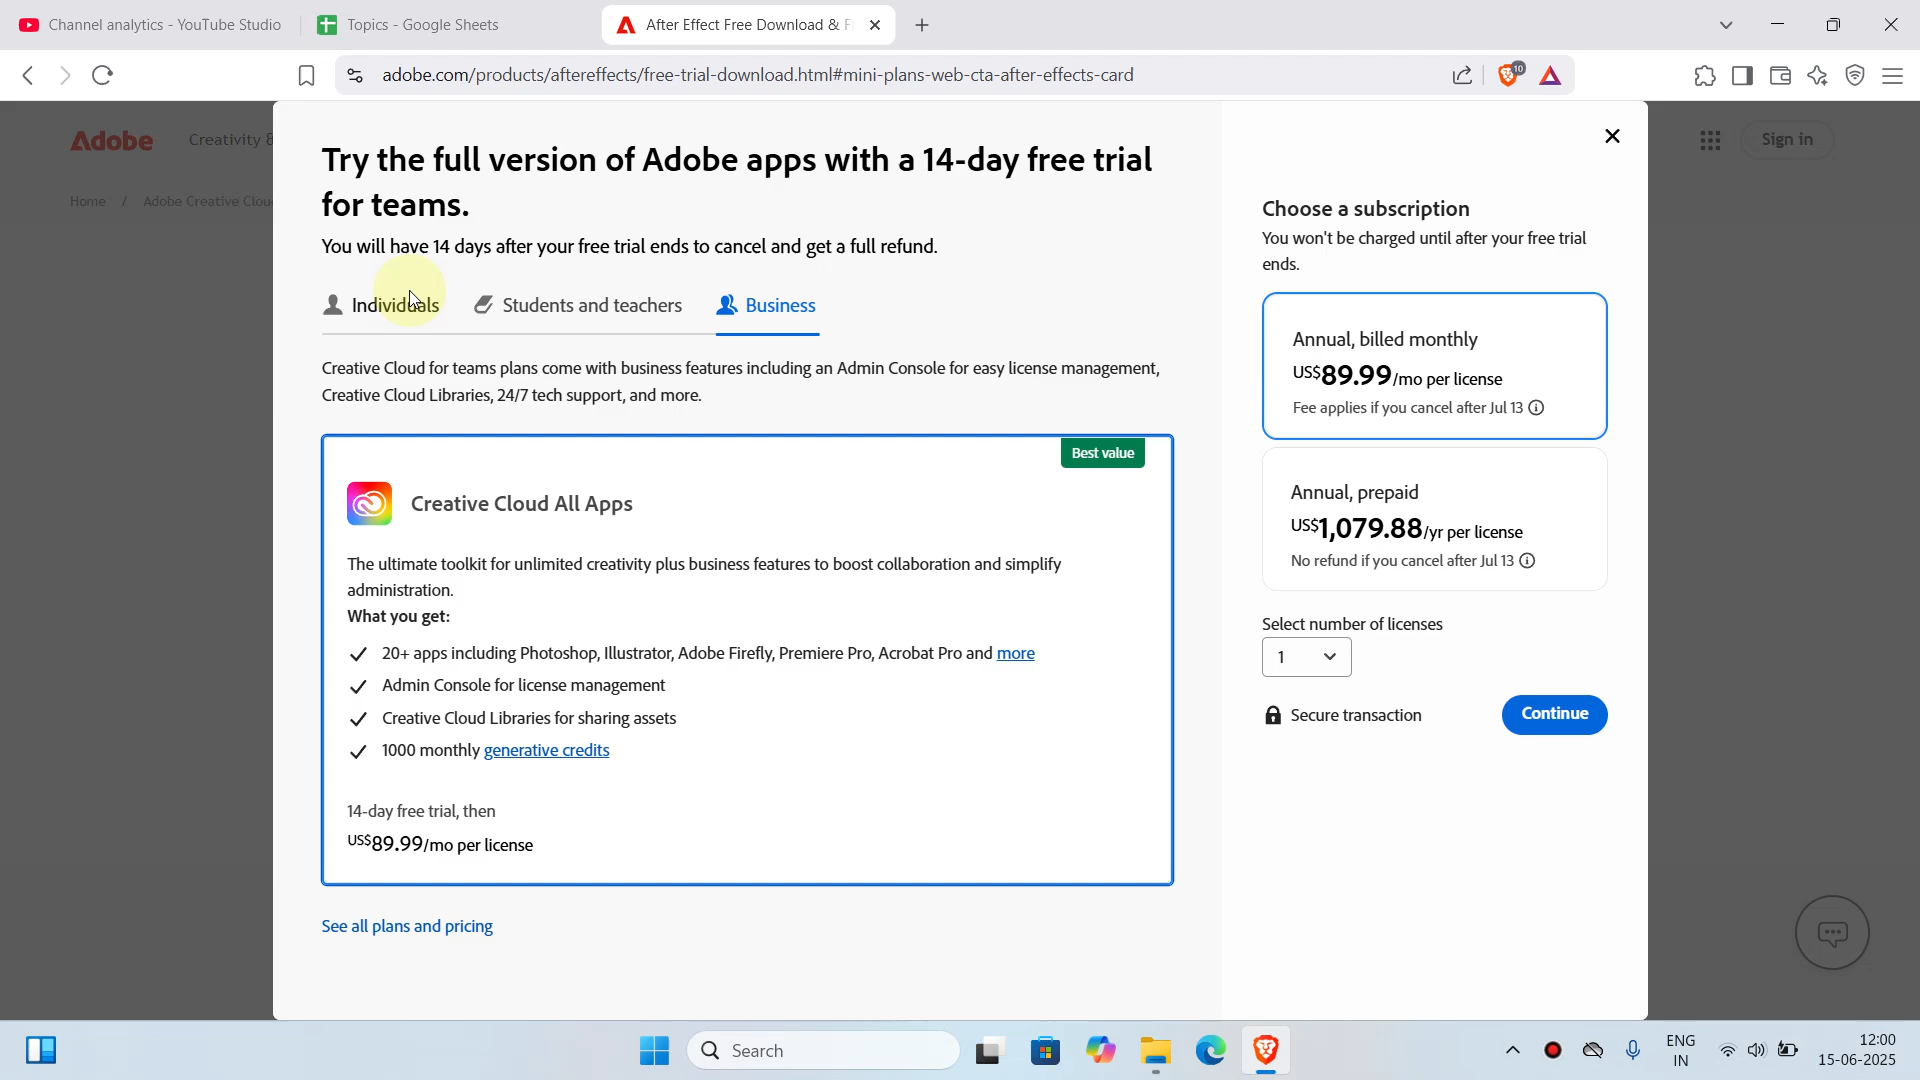 Channel analytics - YouTube Studio
Topics - Google Sheets
After Effect Free Download & F
adobe.com/products/aftereffects/free-trial-download.html#mini-plans-web-cta-after-effects-card
10
Adobe
Creativity &
Sign in
Home / Adobe Creative Clou
Try the full version of Adobe apps with a 14-day free trial
for teams.
You will have 14 days after your free trial ends to cancel and get a full refund.
Individuals
Students and teachers
Business
Creative Cloud for teams plans come with business features including an Admin Console for easy license management,
Creative Cloud Libraries, 24/7 tech support, and more.
Best value
Creative Cloud All Apps
The ultimate toolkit for unlimited creativity plus business features to boost collaboration and simplify
administration.
What you get:
20+ apps including Photoshop, Illustrator, Adobe Firefly, Premiere Pro, Acrobat Pro and more
Admin Console for license management
Creative Cloud Libraries for sharing assets
1000 monthly generative credits
14-day free trial, then
US$89.99/mo per license
See all plans and pricing
Choose a subscription
You won't be charged until after your free trial
ends.
Annual, billed monthly
US$89.99/mo per license
Fee applies if you cancel after Jul 13
Annual, prepaid
US$1,079.88/yr per license
No refund if you cancel after Jul 13
Select number of licenses
1
Secure transaction
Continue
Search
ENG
IN
12:00
15-06-2025